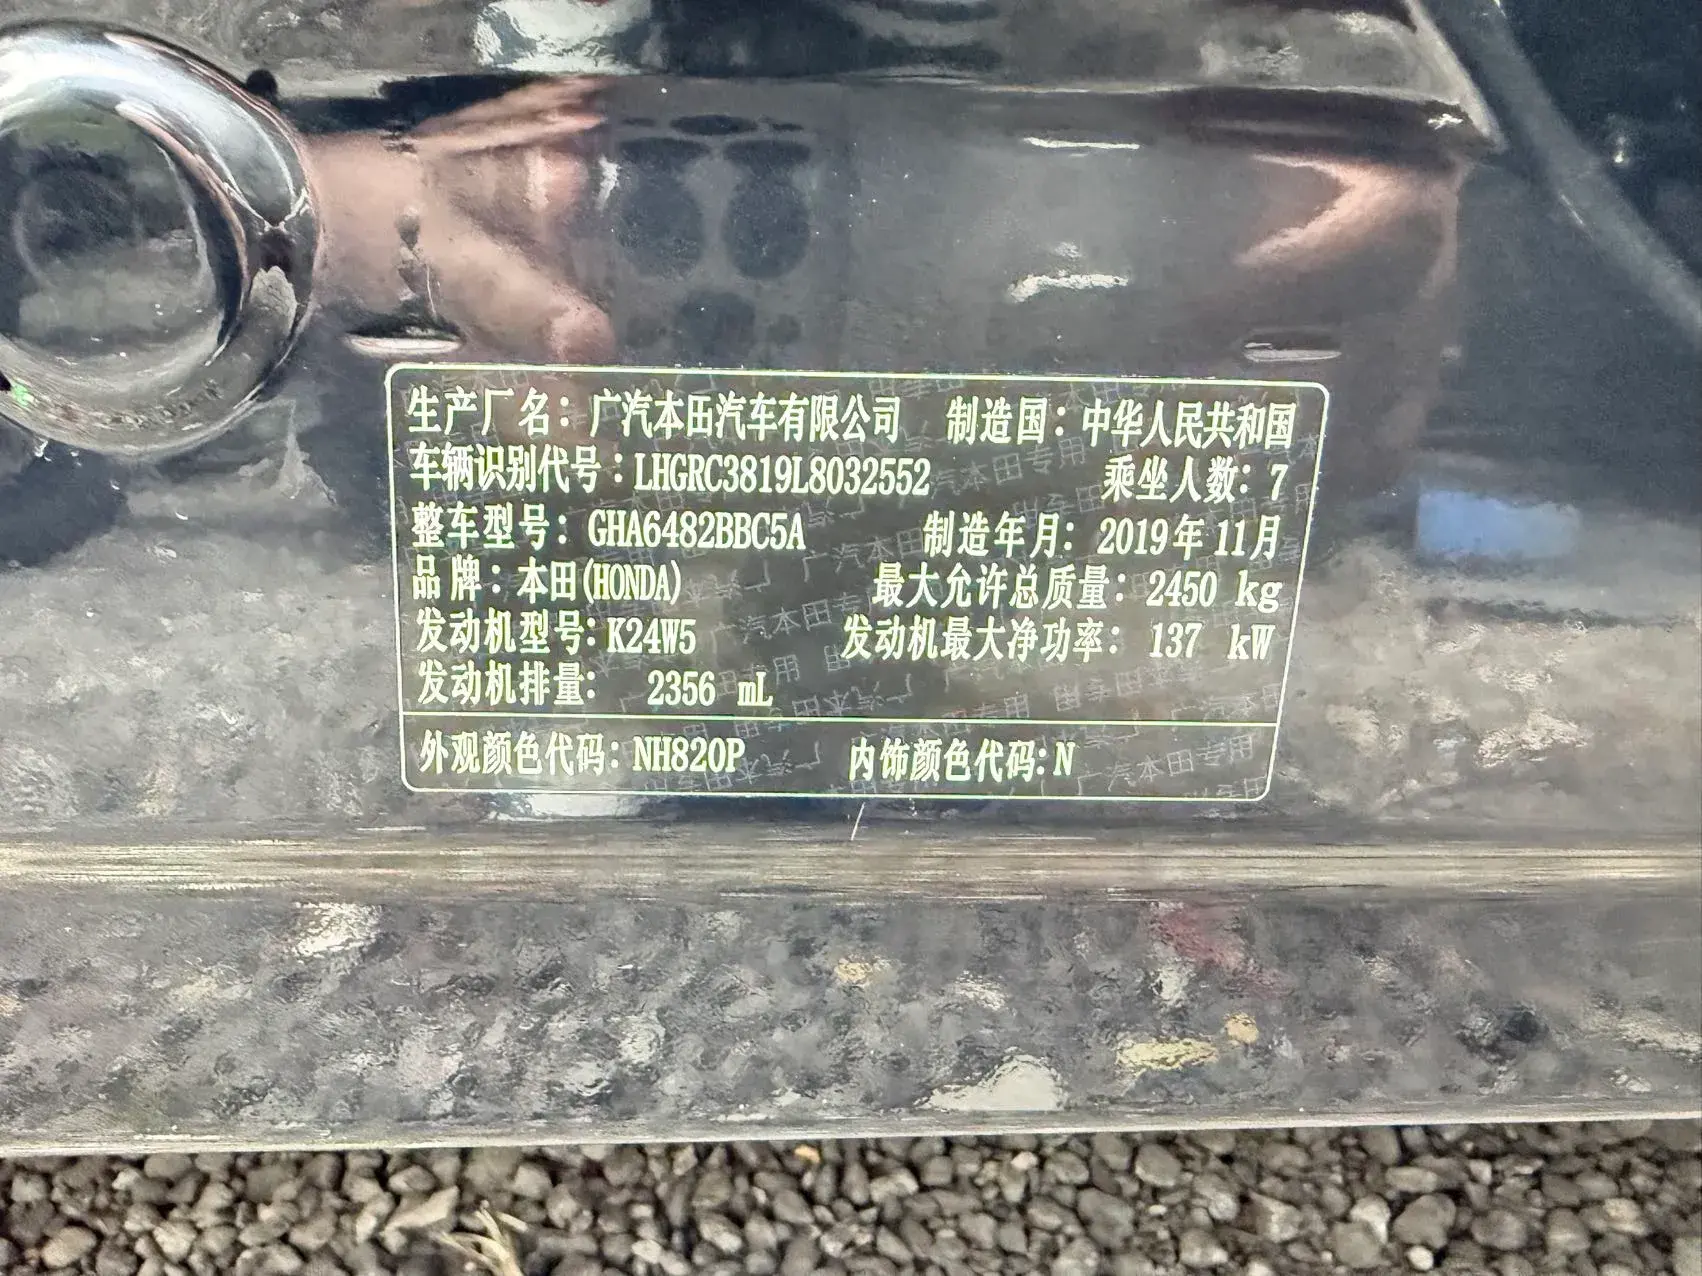 生产厂名：广汽本田汽车有限公司 制造国：中华人民共和国
车辆识别代号：LHGRC3819L8032552 乘坐人数：7
整车型号：GHA6482BBC5A 制造年月：2019年11月
品牌：本田(HONDA) 最大允许总质量：2450 kg
发动机型号：K24W5 发动机最大净功率：137 kW
发动机排量：2356 mL
外观颜色代码：NH820P 内饰颜色代码：N